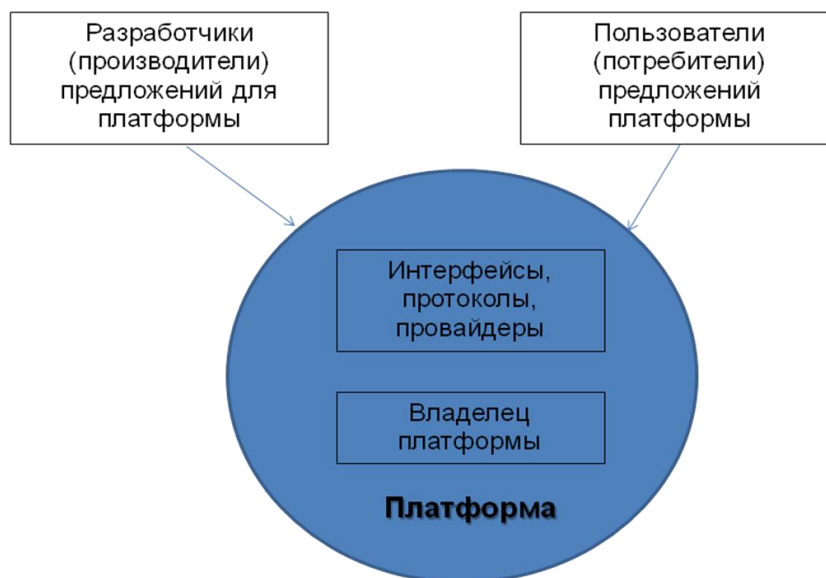 Разработчики
(производители)
предложений для
платформы
Пользователи
(потребители)
предложений
платформы
Интерфейсы,
протоколы,
провайдеры
Владелец
платформы
Платформа